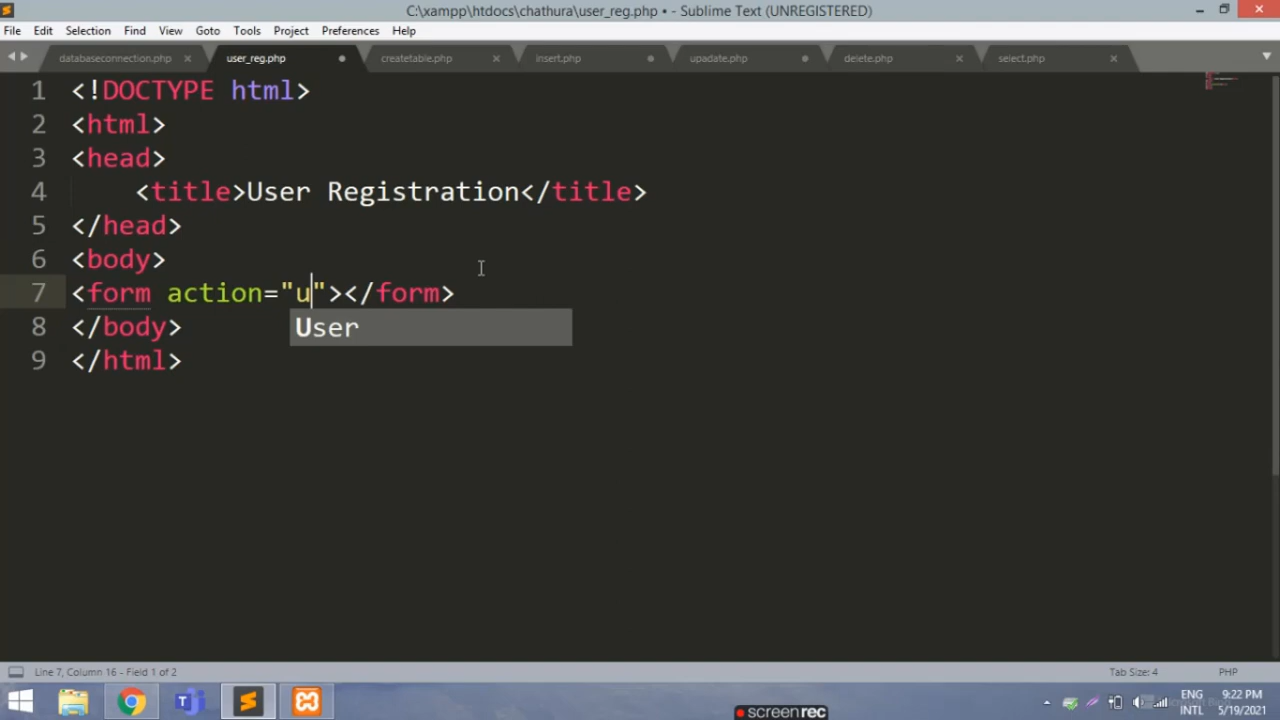 C:\xampp\htdocs\chathura\user_reg.php • - Sublime Text (UNREGISTERED)
File Edit Selection Find View Goto Tools Project Preferences Help
databaseconnection.php user_reg.php createtable.php insert.php upadate.php delete.php select.php
1 <!DOCTYPE html>
2 <html>
3 <head>
4 <title>User Registration</title>
5 </head>
6 <body>
7 <form action="u"></form>
User
8 </body>
9 </html>
Line 7, Column 16 - Field 1 of 2 Tab Size: 4 PHP
ENG 9:22 PM
INTL 5/19/2021
screenrec